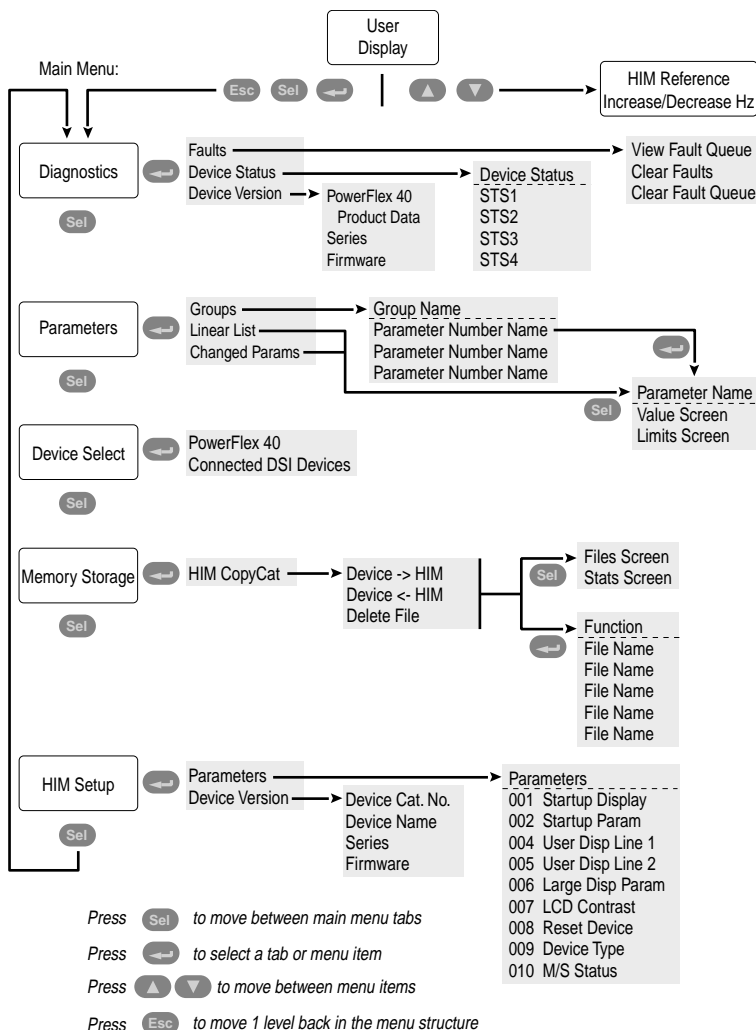 User
Display
Main Menu:
Esc Sel
HIM Reference
Increase/Decrease Hz
Diagnostics
Sel
Faults
Device Status
Device Version
PowerFlex 40
Product Data
Series
Firmware
Device Status
STS1
STS2
STS3
STS4
View Fault Queue
Clear Faults
Clear Fault Queue
Parameters
Sel
Groups
Linear List
Changed Params
Group Name
Parameter Number Name
Parameter Number Name
Parameter Number Name
Sel
Parameter Name
Value Screen
Limits Screen
Device Select
Sel
PowerFlex 40
Connected DSI Devices
Memory Storage
Sel
HIM CopyCat
Device -> HIM
Device <- HIM
Delete File
Sel
Files Screen
Stats Screen
Function
File Name
File Name
File Name
File Name
File Name
HIM Setup
Sel
Parameters
Device Version
Device Cat. No.
Device Name
Series
Firmware
Parameters
001 Startup Display
002 Startup Param
004 User Disp Line 1
005 User Disp Line 2
006 Large Disp Param
007 LCD Contrast
008 Reset Device
009 Device Type
010 M/S Status
Press Sel to move between main menu tabs
Press to select a tab or menu item
Press to move between menu items
Press Esc to move 1 level back in the menu structure